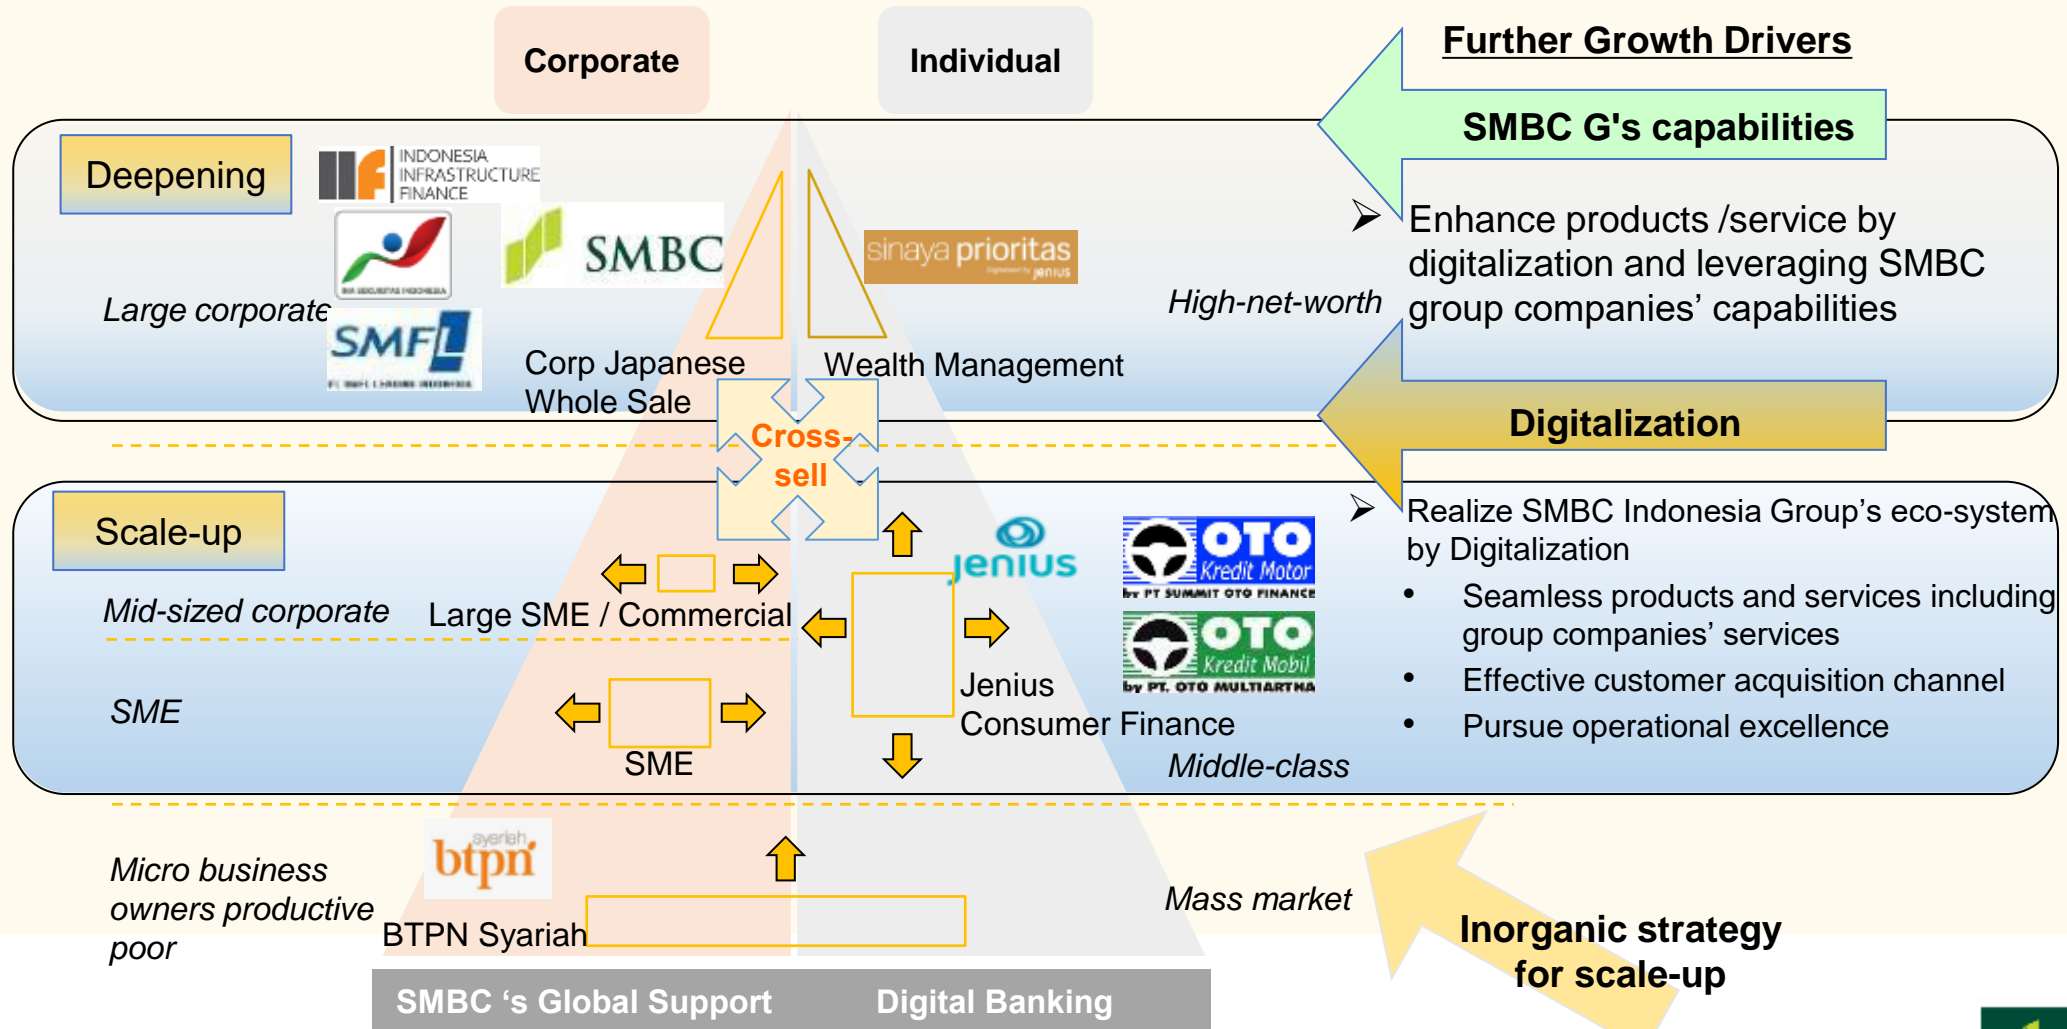 Corporate
Individual
Further Growth Drivers
SMBC G's capabilities
Deepening
INDONESIA
INFRASTRUCTURE
FINANCE
SMBC
sinaya prioritas
jenius
Large corporate
SMFL
High-net-worth
➢ Enhance products /service by
digitalization and leveraging SMBC
group companies’ capabilities
Corp Japanese
Whole Sale
Wealth Management
Digitalization
Cross-
sell
Scale-up
➢ Realize SMBC Indonesia Group’s eco-system
by Digitalization
• Seamless products and services including
group companies’ services
• Effective customer acquisition channel
• Pursue operational excellence
jenius
OTO
Kredit Motor
by PT SUMMIT OTO FINANCE
OTO
Kredit Mobil
by PT. OTO MULTIARTHA
Mid-sized corporate
Large SME / Commercial
SME
SME
Jenius
Consumer Finance
Middle-class
syariah
btpn
Micro business
owners productive
poor
BTPN Syariah
Mass market
Inorganic strategy
for scale-up
SMBC ‘s Global Support
Digital Banking